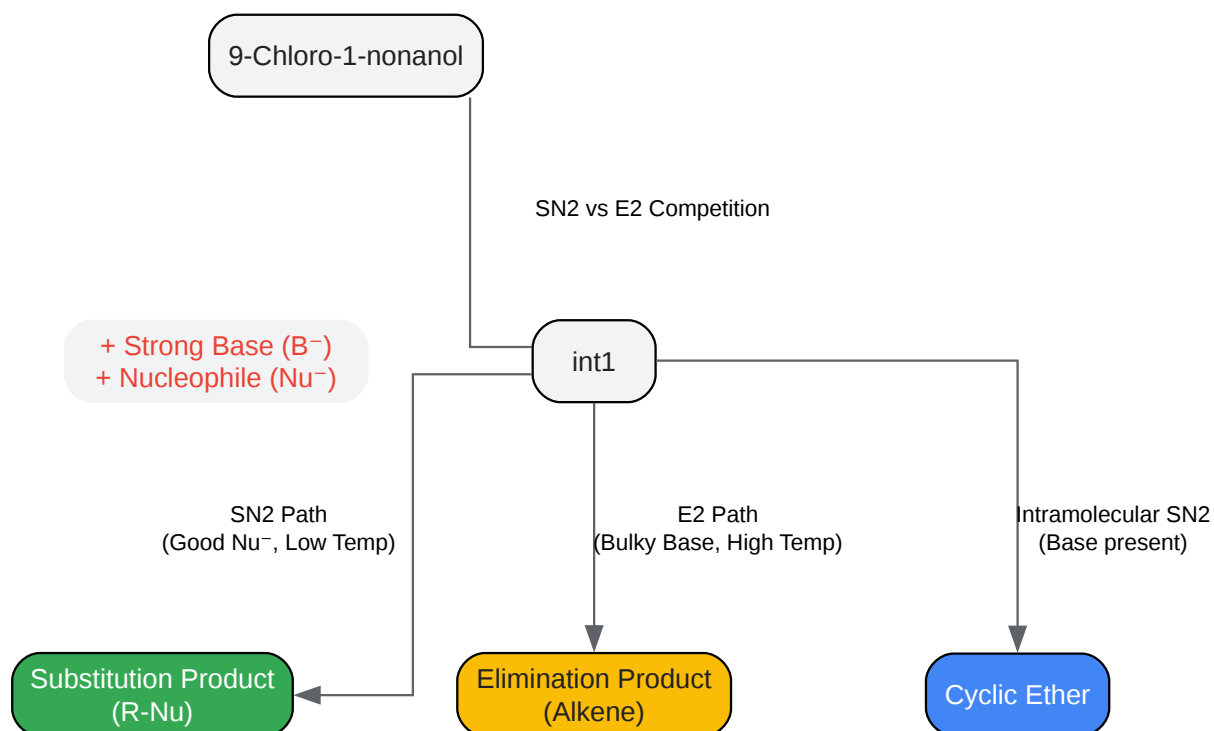 9-Chloro-1-nonanol
SN2 vs E2 Competition
+ Strong Base (B⁻)
+ Nucleophile (Nu⁻)
int1
SN2 Path
(Good Nu⁻, Low Temp)
E2 Path
(Bulky Base, High Temp)
Intramolecular SN2
(Base present)
Substitution Product
(R-Nu)
Elimination Product
(Alkene)
Cyclic Ether